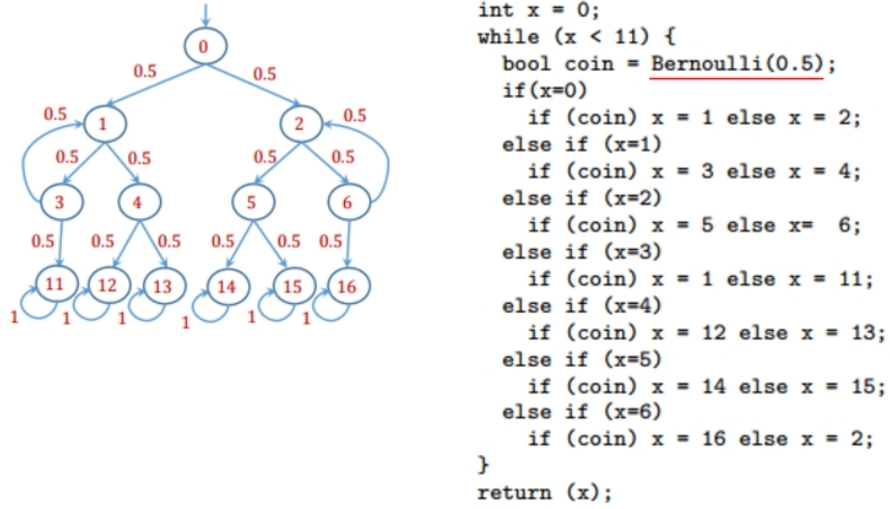 0
0.5 0.5
0.5 1 2 0.5
0.5 0.5 0.5 0.5
3 4 5 6
0.5 0.5 0.5 0.5 0.5 0.5
11 12 13 14 15 16
1 1 1 1 1 1
int x = 0;
while (x < 11) {
bool coin = Bernoulli(0.5);
if(x=0)
if (coin) x = 1 else x = 2;
else if (x=1)
if (coin) x = 3 else x = 4;
else if (x=2)
if (coin) x = 5 else x= 6;
else if (x=3)
if (coin) x = 1 else x = 11;
else if (x=4)
if (coin) x = 12 else x = 13;
else if (x=5)
if (coin) x = 14 else x = 15;
else if (x=6)
if (coin) x = 16 else x = 2;
}
return (x);